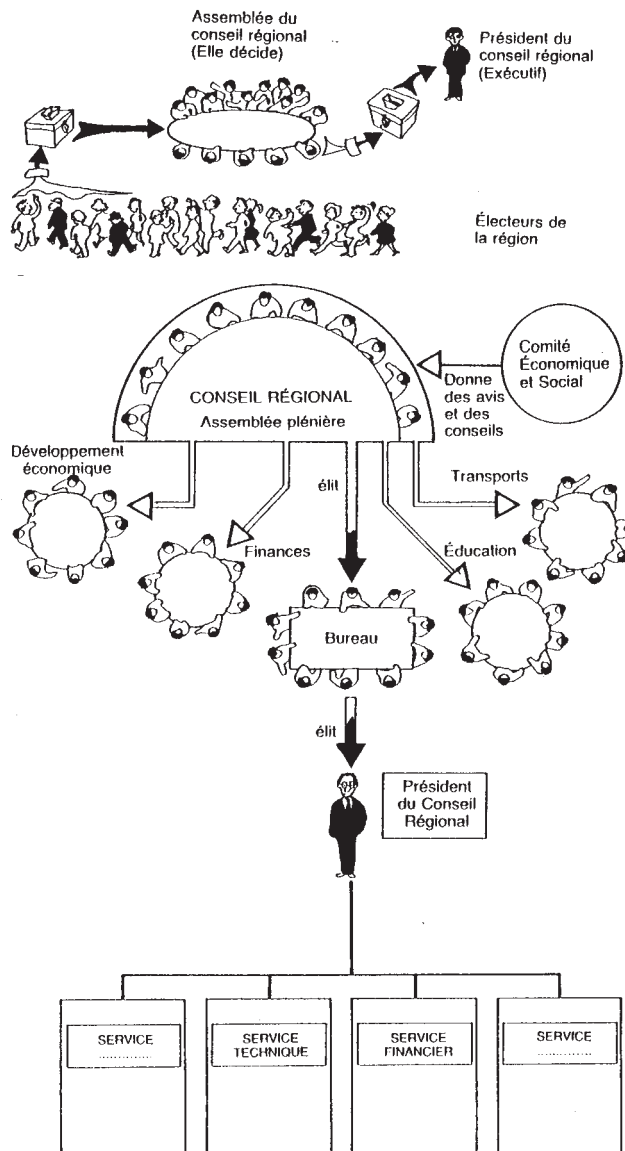 Assemblée du
conseil régional
(Elle décide)
Président du
conseil régional
(Exécutif)
Électeurs de
la région
Comité
Économique
et Social
Donne
des avis
et des
conseils
CONSEIL RÉGIONAL
Assemblée plénière
Développement
économique
Finances
élit
Éducation
Transports
Bureau
élit
Président
du Conseil
Régional
SERVICE
..............
SERVICE
TECHNIQUE
SERVICE
FINANCIER
SERVICE
..............